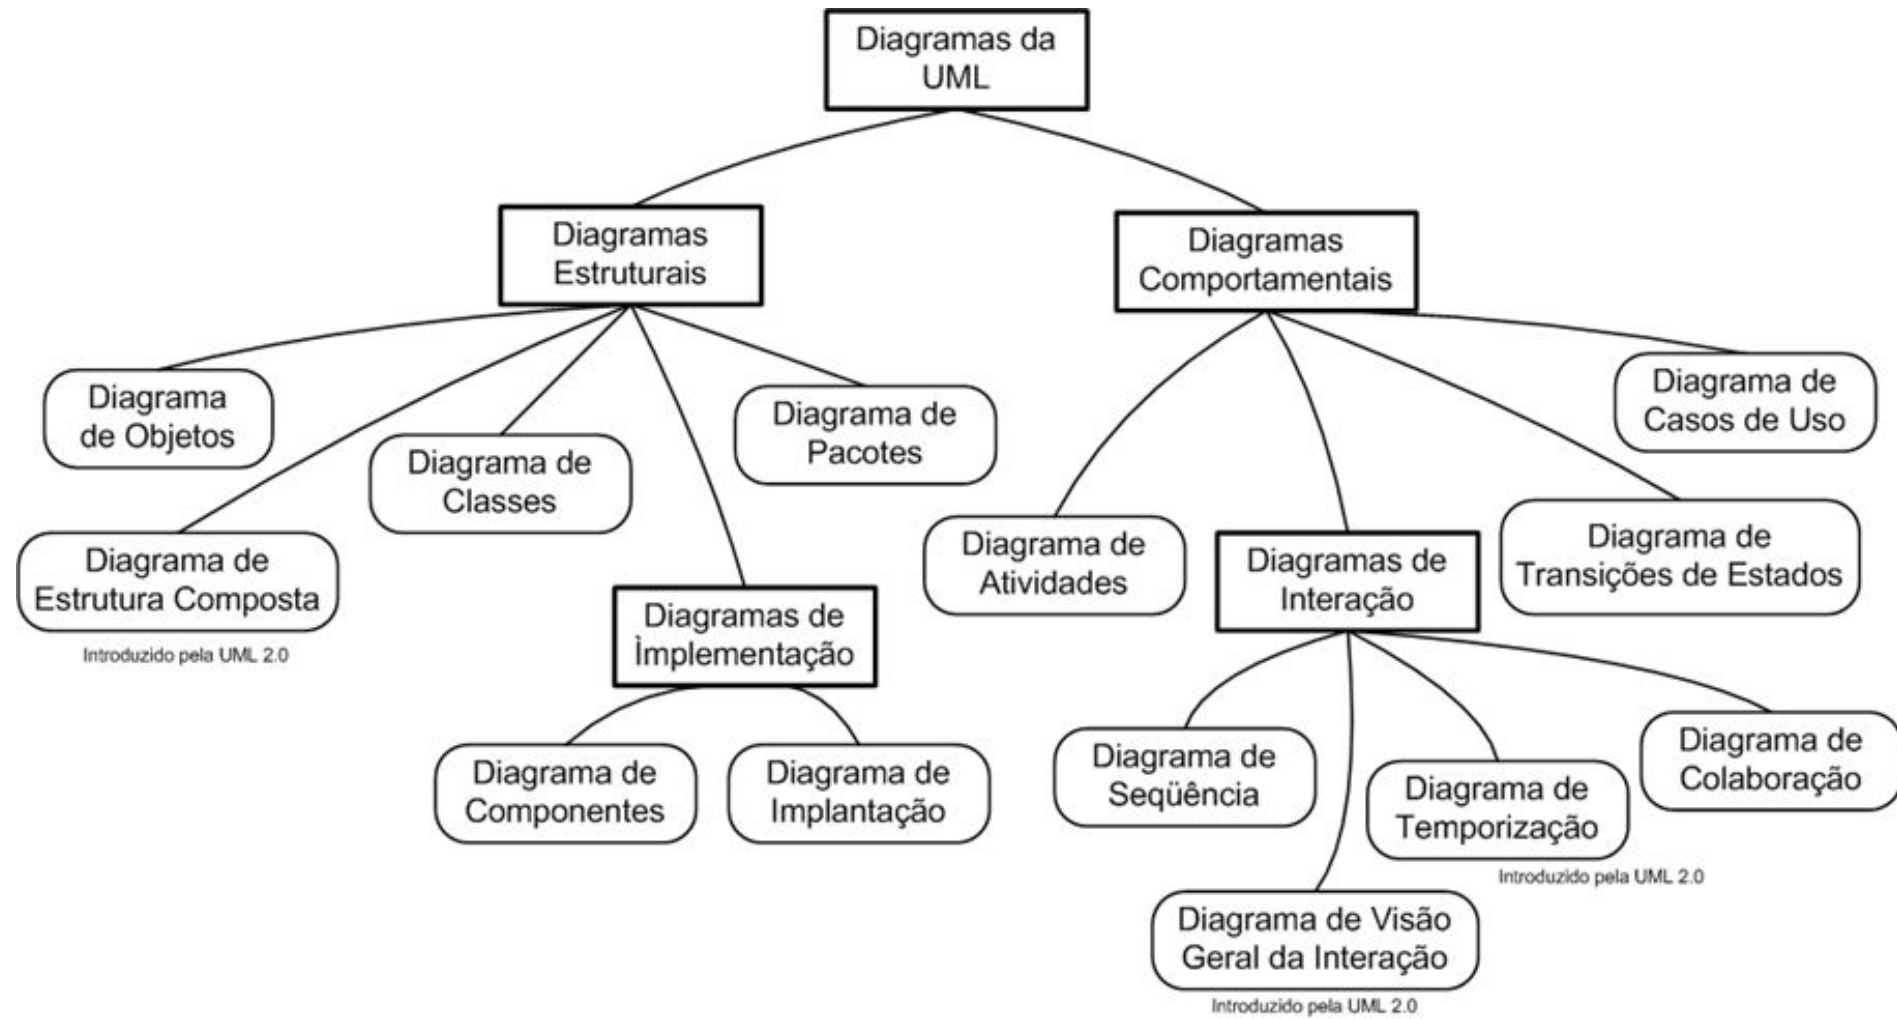 Diagramas da
UML
Diagramas
Estruturais
Diagramas
Comportamentais
Diagrama
de Objetos
Diagrama de
Estrutura Composta
Introduzido pela UML 2.0
Diagrama de
Classes
Diagrama de
Pacotes
Diagramas de
Ìmplementação
Diagrama de
Componentes
Diagrama de
Implantação
Diagrama de
Atividades
Diagramas de
Interação
Diagrama de
Transições de Estados
Diagrama de
Casos de Uso
Diagrama de
Seqüência
Diagrama de Visão
Geral da Interação
Introduzido pela UML 2.0
Diagrama de
Temporização
Introduzido pela UML 2.0
Diagrama de
Colaboração